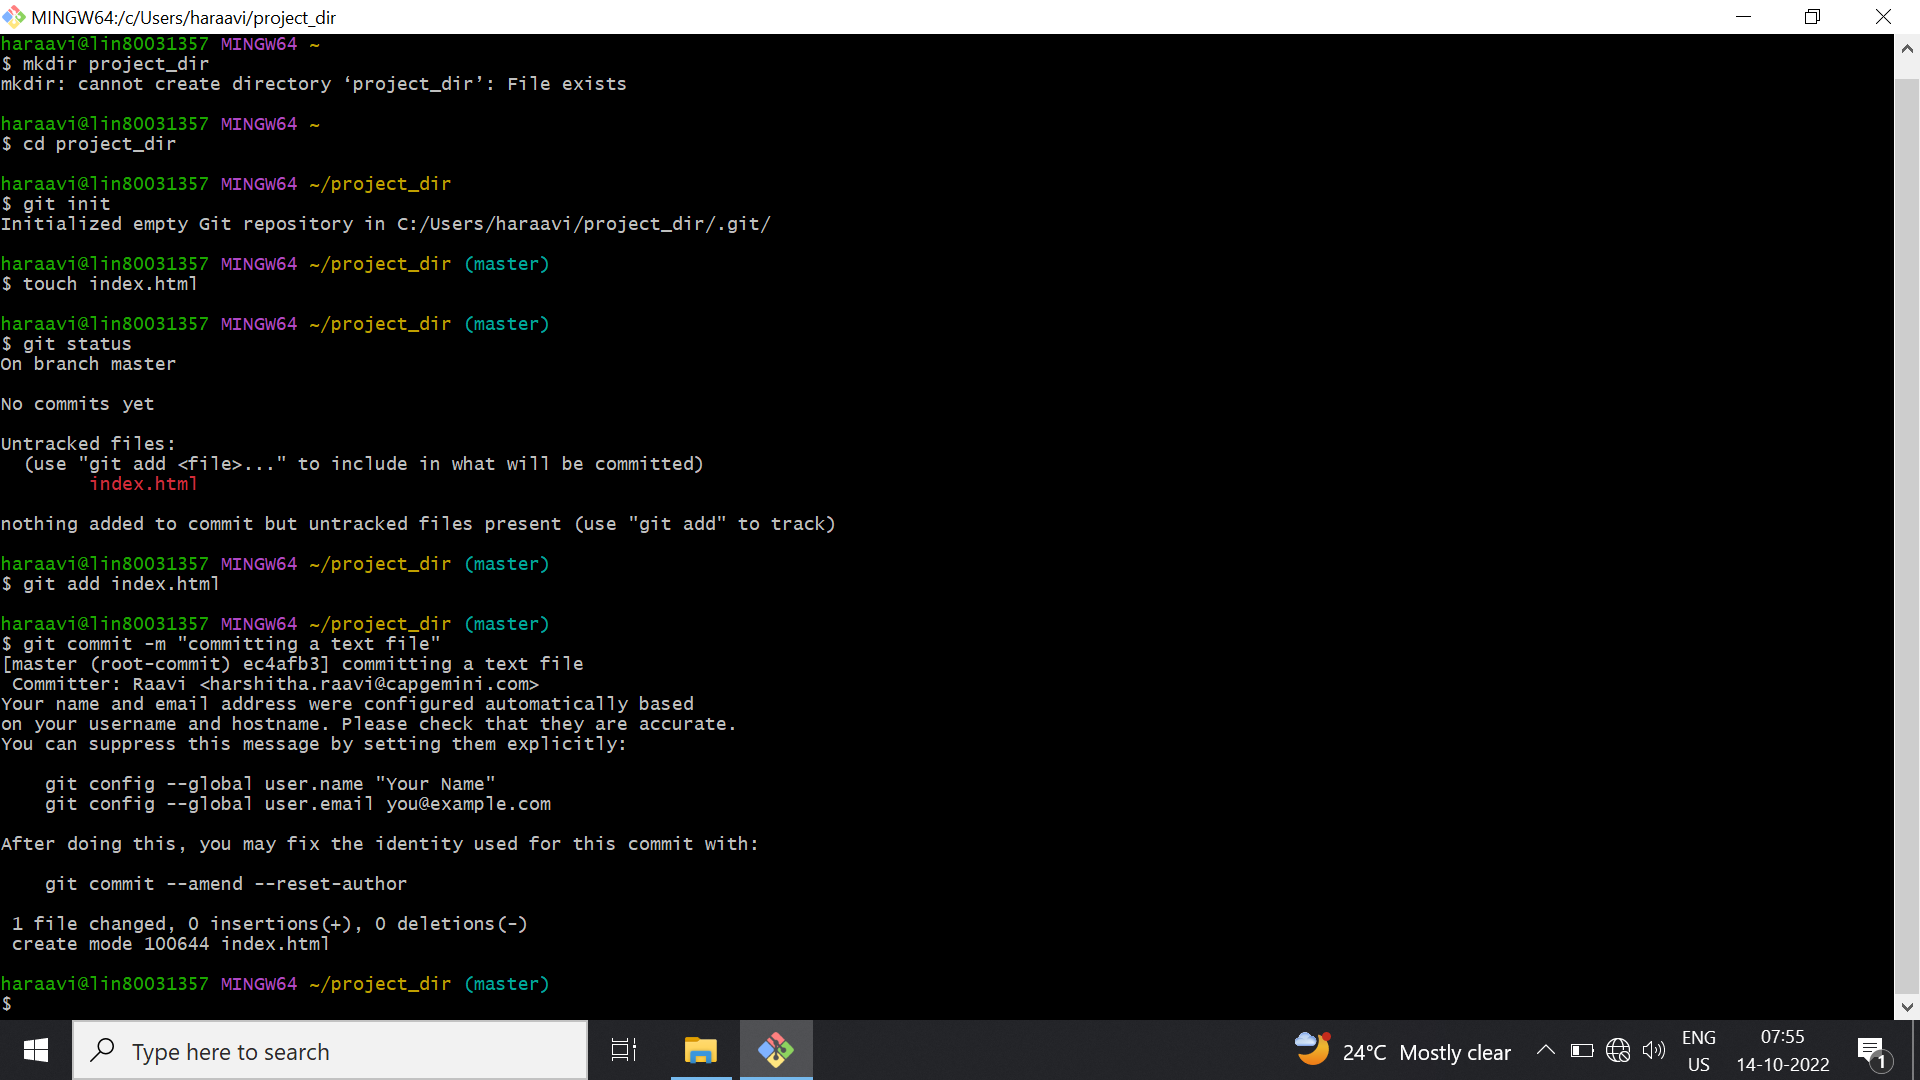 MINGW64:/c/Users/haraavi/project_dir
haraavi@lin80031357 MINGW64 ~
$ mkdir project_dir
mkdir: cannot create directory ‘project_dir’: File exists
haraavi@lin80031357 MINGW64 ~
$ cd project_dir
haraavi@lin80031357 MINGW64 ~/project_dir
$ git init
Initialized empty Git repository in C:/Users/haraavi/project_dir/.git/
haraavi@lin80031357 MINGW64 ~/project_dir (master)
$ touch index.html
haraavi@lin80031357 MINGW64 ~/project_dir (master)
$ git status
On branch master
No commits yet
Untracked files:
  (use "git add <file>..." to include in what will be committed)
        index.html
nothing added to commit but untracked files present (use "git add" to track)
haraavi@lin80031357 MINGW64 ~/project_dir (master)
$ git add index.html
haraavi@lin80031357 MINGW64 ~/project_dir (master)
$ git commit -m "committing a text file"
[master (root-commit) ec4afb3] committing a text file
 Committer: Raavi <harshitha.raavi@capgemini.com>
Your name and email address were configured automatically based
on your username and hostname. Please check that they are accurate.
You can suppress this message by setting them explicitly:
    git config --global user.name "Your Name"
    git config --global user.email you@example.com
After doing this, you may fix the identity used for this commit with:
    git commit --amend --reset-author
 1 file changed, 0 insertions(+), 0 deletions(-)
 create mode 100644 index.html
haraavi@lin80031357 MINGW64 ~/project_dir (master)
$
Type here to search
24°C Mostly clear
ENG
US
07:55
14-10-2022
1